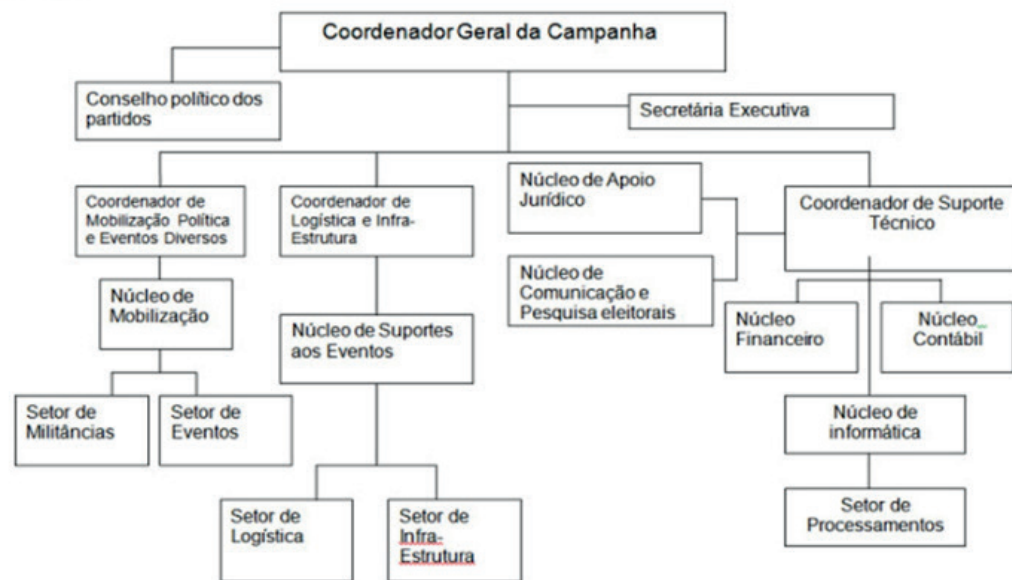 Coordenador Geral da Campanha
Conselho político dos
partidos
Secretária Executiva
Coordenador de
Mobilização Política
e Eventos Diversos
Coordenador de
Logística e Infra-
Estrutura
Núcleo de Apoio
Jurídico
Coordenador de Suporte
Técnico
Núcleo de
Mobilização
Núcleo de Suportes
aos Eventos
Núcleo de
Comunicação e
Pesquisa eleitorais
Núcleo
Financeiro
Núcleo
Contábil
Setor de
Militâncias
Setor de
Eventos
Núcleo de
informática
Setor de
Logística
Setor de
Infra-
Estrutura
Setor de
Processamentos